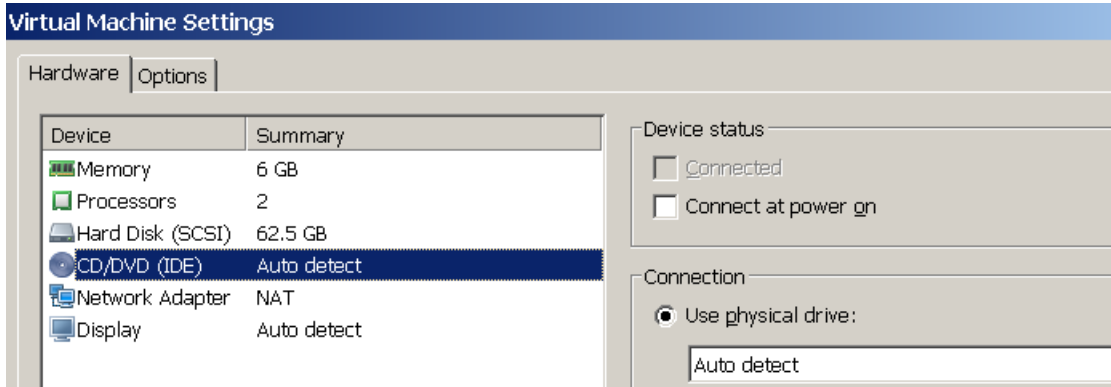 Virtual Machine Settings
Hardware Options
Device Summary
Memory 6 GB
Processors 2
Hard Disk (SCSI) 62.5 GB
CD/DVD (IDE) Auto detect
Network Adapter NAT
Display Auto detect
Device status
Connected
Connect at power on
Connection
Use physical drive:
Auto detect